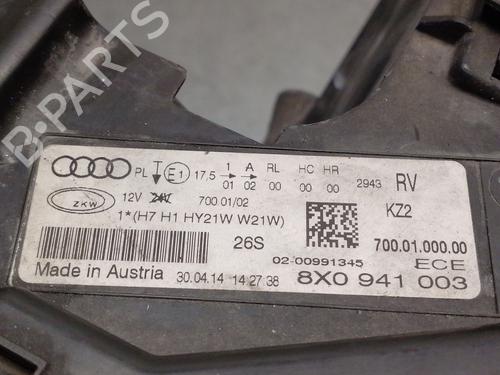 B-PARTS
PL T E1 17,5 1 A RL HC HR
01 02 00 00 00 2943 RV
ZKW 12V 24V 700 01/02 KZ2
1*(H7 H1 HY21W W21W)
26S 700.01.000.00
02-00991345 ECE
Made in Austria 30.04.14 14:27:38 8X0 941 003